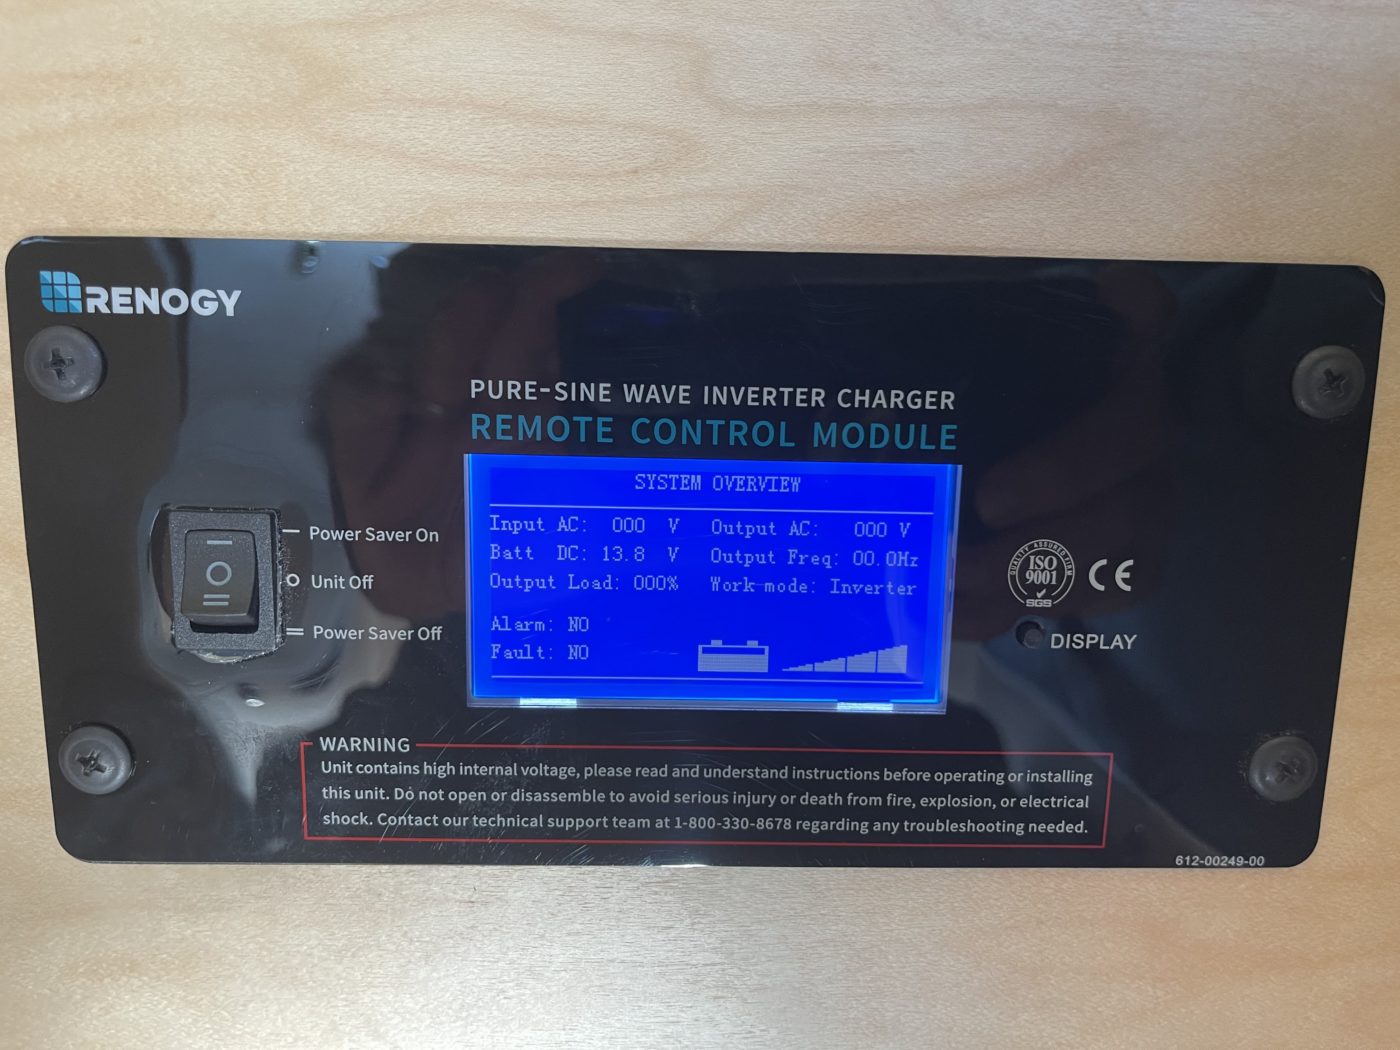 RENOGY
PURE-SINE WAVE INVERTER CHARGER
REMOTE CONTROL MODULE
SYSTEM OVERVIEW
Input AC: 000 V Output AC: 000 V
Batt DC: 13.8 V Output Freq: 00.0Hz
Output Load: 000% Work mode: Inverter
Alarm: NO
Fault: NO
— Power Saver On
O Unit Off
= Power Saver Off
QUALITY ASSURED FIRM
ISO
9001
SGS
CE
DISPLAY
WARNING
Unit contains high internal voltage, please read and understand instructions before operating or installing
this unit. Do not open or disassemble to avoid serious injury or death from fire, explosion, or electrical
shock. Contact our technical support team at 1-800-330-8678 regarding any troubleshooting needed.
612-00249-00